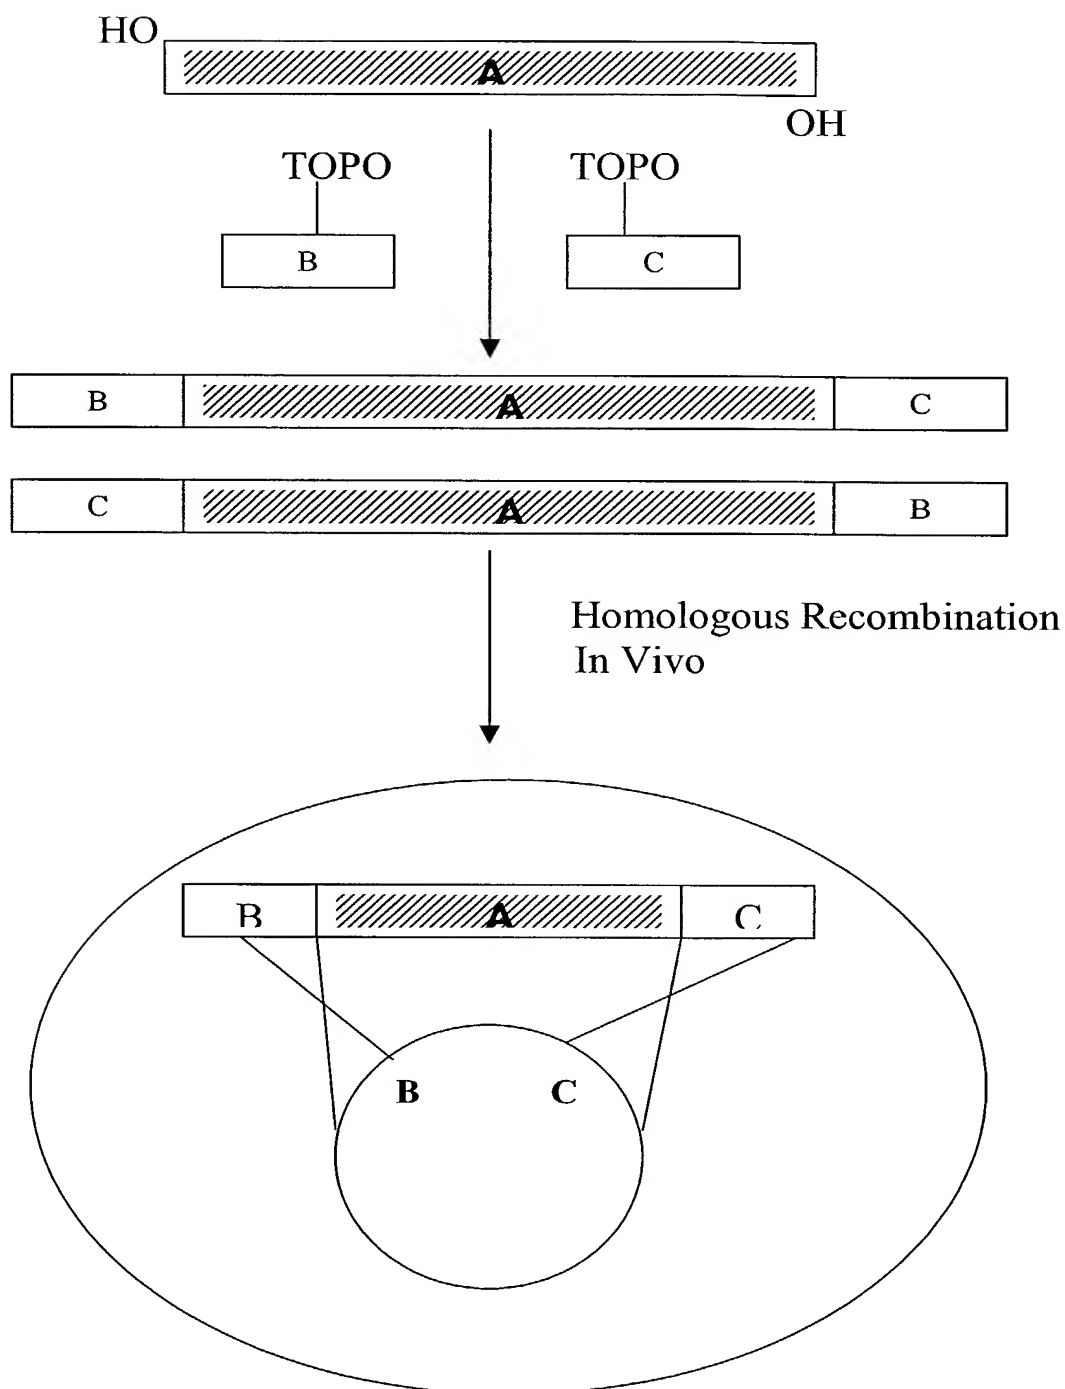 HO
A
OH
TOPO TOPO
B C
B A C
C A B
Homologous Recombination
In Vivo
B A C
B C